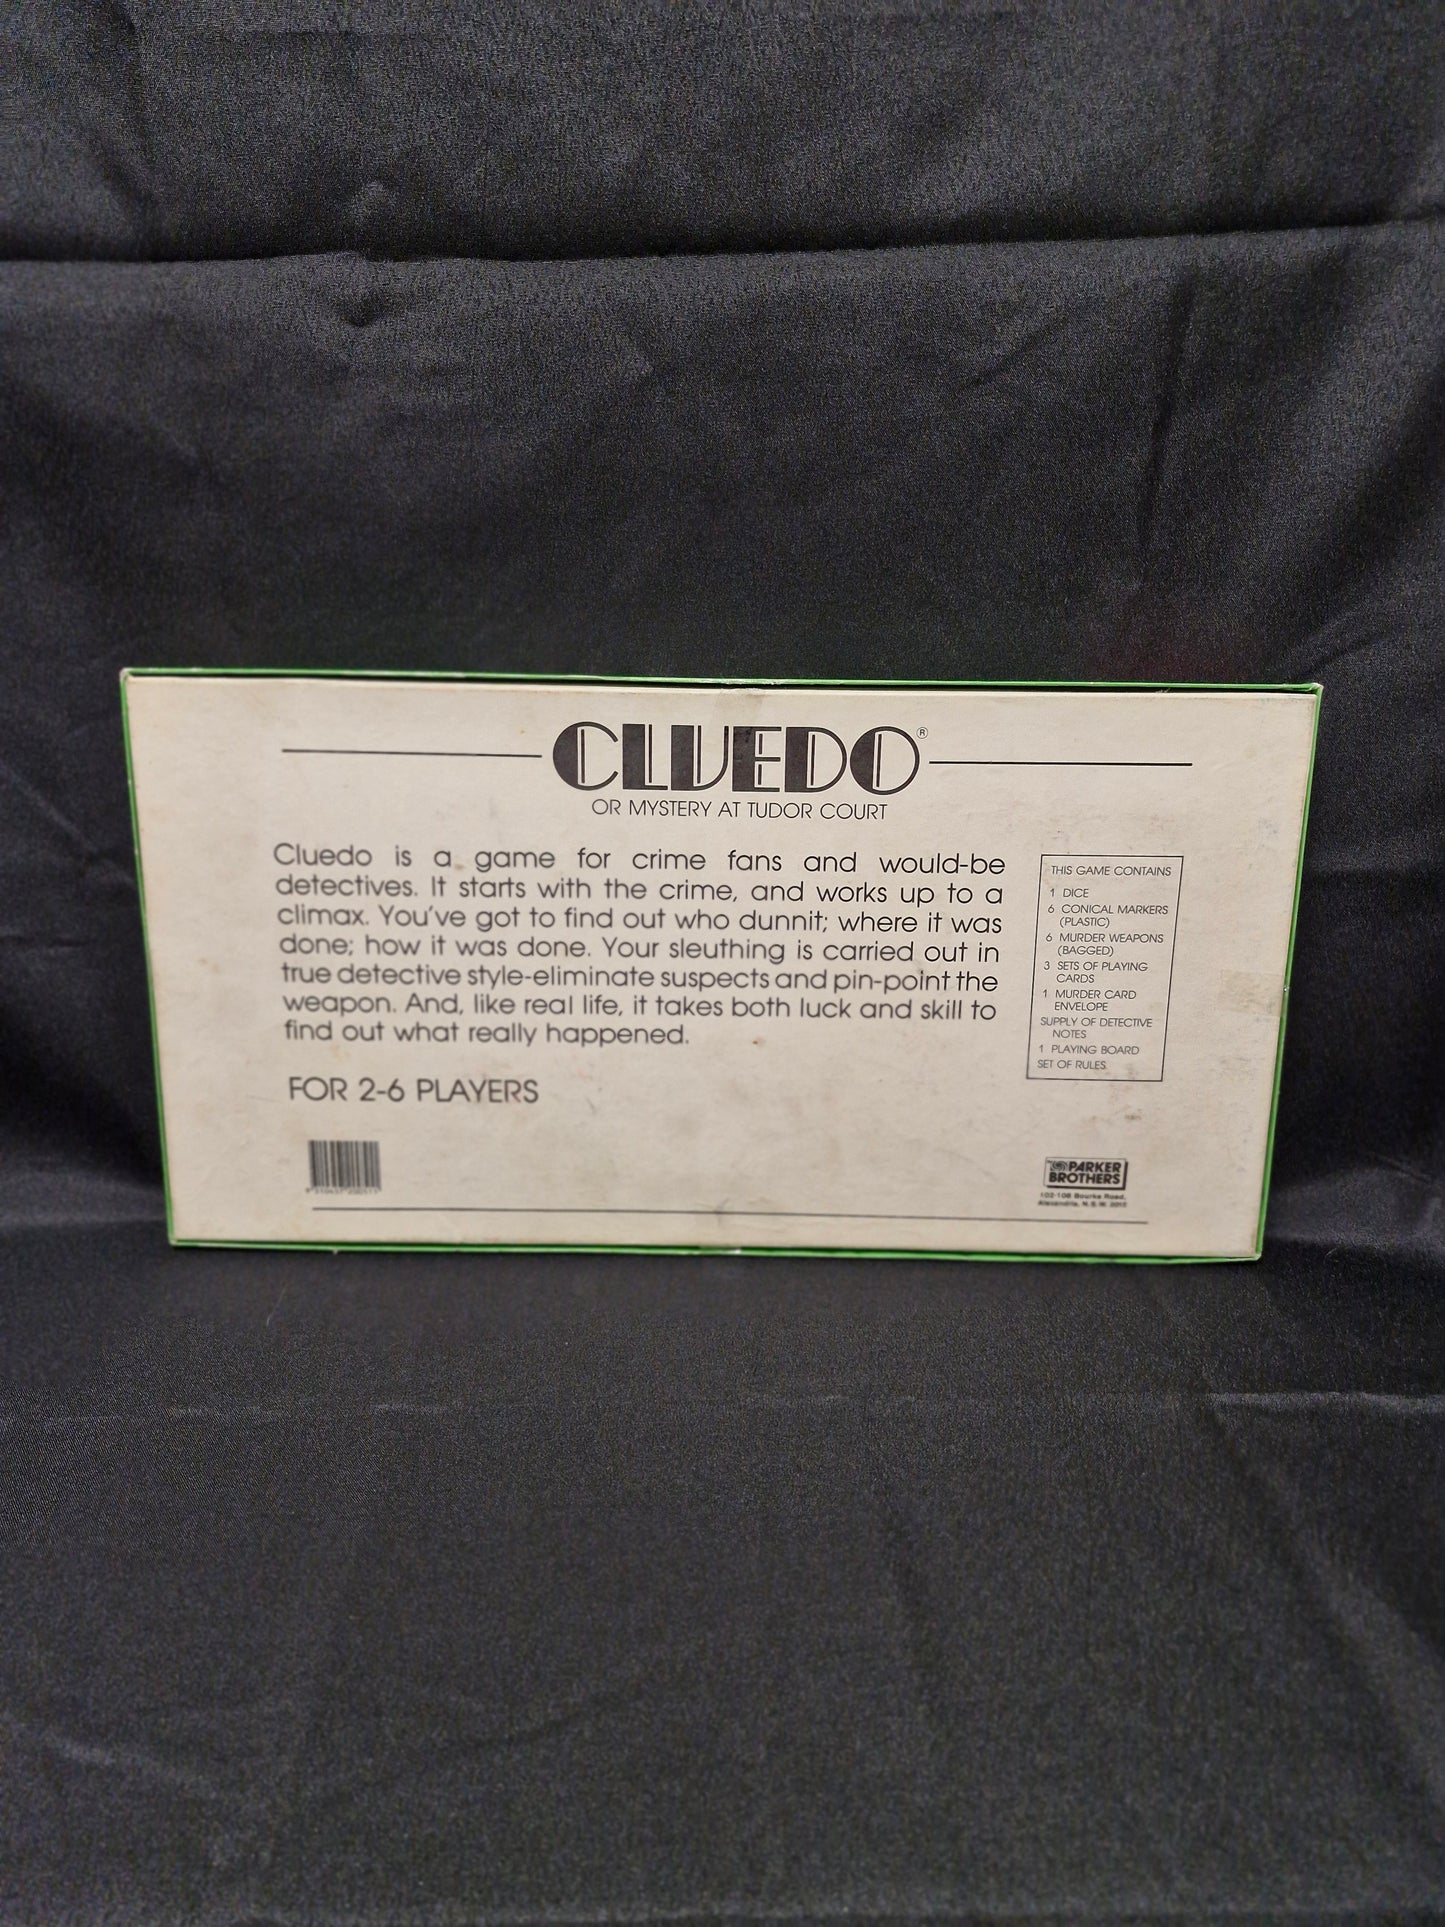 CLUEDO®
OR MYSTERY AT TUDOR COURT
Cluedo is a game for crime fans and would-be
detectives. It starts with the crime, and works up to a
climax. You've got to find out who dunnit; where it was
done; how it was done. Your sleuthing is carried out in
true detective style-eliminate suspects and pin-point the
weapon. And, like real life, it takes both luck and skill to
find out what really happened.
FOR 2-6 PLAYERS
THIS GAME CONTAINS
1 DICE
6 CONICAL MARKERS
(PLASTIC)
6 MURDER WEAPONS
(BAGGED)
3 SETS OF PLAYING
CARDS
1 MURDER CARD
ENVELOPE
SUPPLY OF DETECTIVE
NOTES
1 PLAYING BOARD
SET OF RULES
PARKER
BROTHERS
102-108 Bourke Road,
Alexandria, N.S.W. 2015